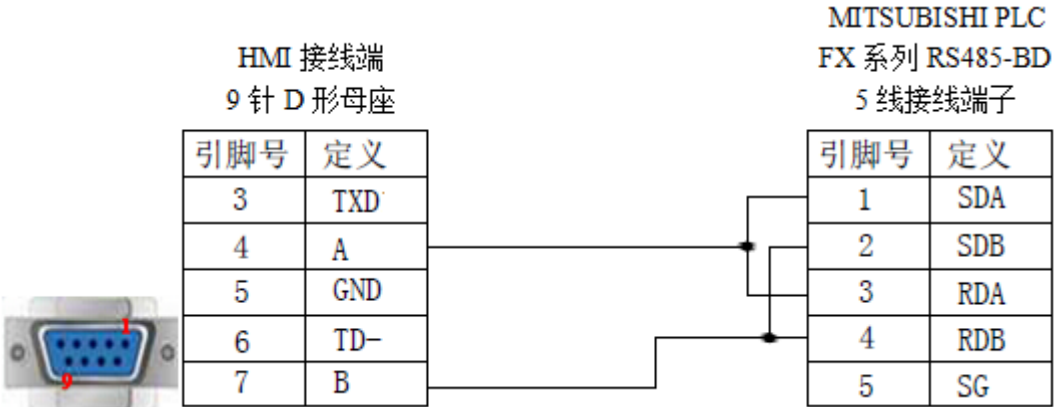 MITSUBISHI PLC
HMI 接线端
FX 系列 RS485-BD
9 针 D 形母座
5 线接线端子
引脚号 定义
3 TXD
4 A
5 GND
6 TD-
7 B
引脚号 定义
1 SDA
2 SDB
3 RDA
4 RDB
5 SG
1
9